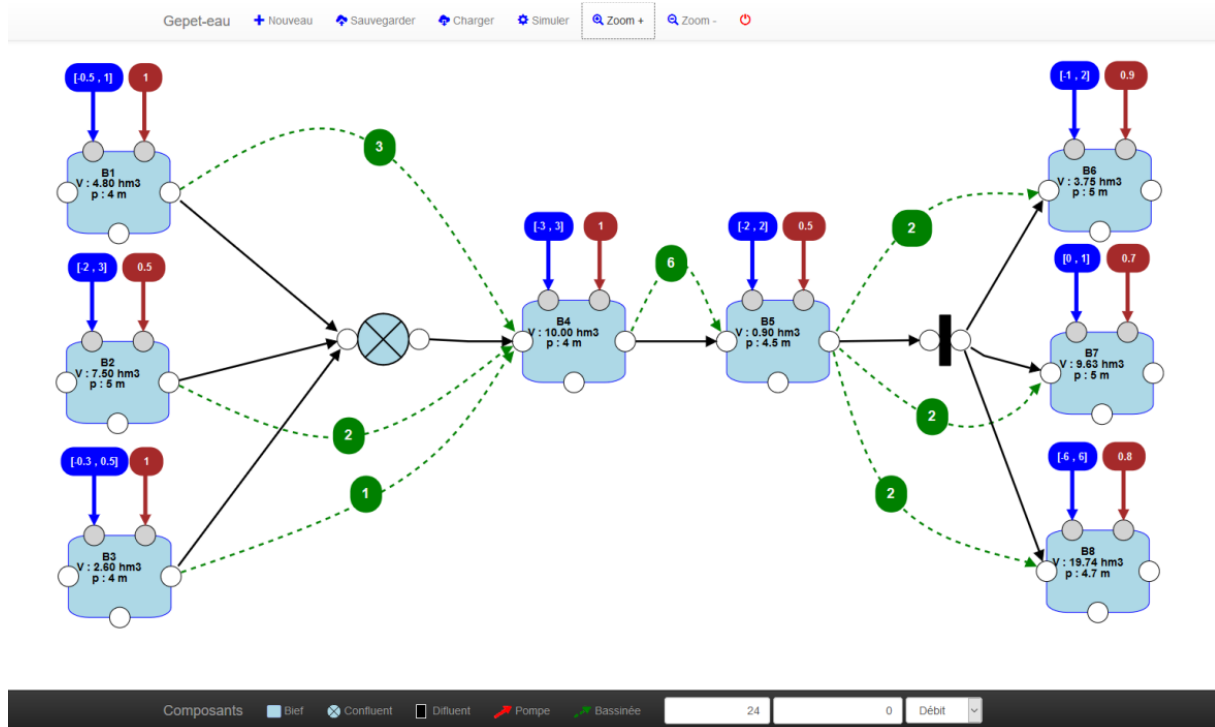 Gepet-eau Nouveau Sauvegarder Charger Simuler Zoom + Zoom -
[-0.5 , 1] 1
B1
V : 4.80 hm3
p : 4 m
3
[-2 , 3] 0.5
B2
V : 7.50 hm3
p : 5 m
2
[-0.3 , 0.5] 1
B3
V : 2.60 hm3
p : 4 m
1
[-3 , 3] 1
B4
V : 10.00 hm3
p : 4 m
6
[-2 , 2] 0.5
B5
V : 0.90 hm3
p : 4.5 m
2
2
2
[-1 , 2] 0.9
B6
V : 3.75 hm3
p : 5 m
[0 , 1] 0.7
B7
V : 9.63 hm3
p : 5 m
[-6 , 6] 0.8
B8
V : 19.74 hm3
p : 4.7 m
Composants Bief Confluent Difluent Pompe Bassinée 24 0 Débit